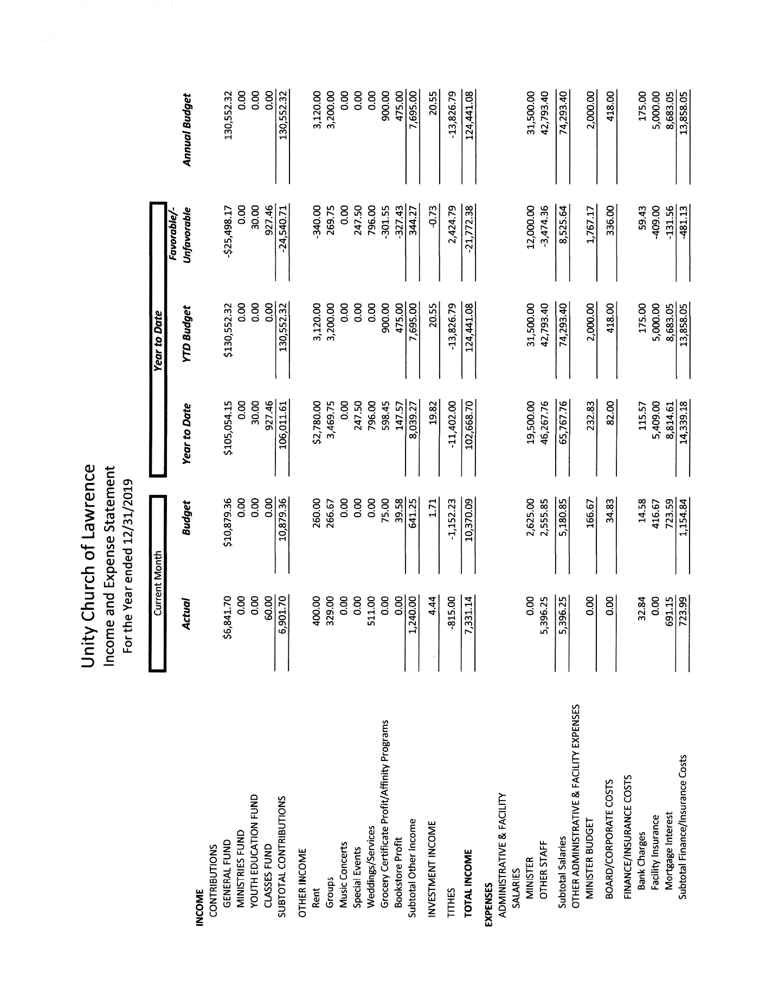 Unity Church of Lawrence
Income and Expense Statement
For the Year ended 12/31/2019
Current Month Year to Date
Favorable/-
Actual Budget Year to Date YTD Budget Unfavorable Annual Budget
INCOME
CONTRIBUTIONS
GENERAL FUND $6,841.70 $10,879.36 $105,054.15 $130,552.32 -$25,498.17 130,552.32
MINISTRIES FUND 0.00 0.00 0.00 0.00 0.00 0.00
YOUTH EDUCATION FUND 0.00 0.00 30.00 0.00 30.00 0.00
CLASSES FUND 60.00 0.00 927.46 0.00 927.46 0.00
SUBTOTAL CONTRIBUTIONS 6,901.70 10,879.36 106,011.61 130,552.32 -24,540.71 130,552.32
OTHER INCOME
Rent 400.00 260.00 $2,780.00 3,120.00 -340.00 3,120.00
Groups 329.00 266.67 3,469.75 3,200.00 269.75 3,200.00
Music Concerts 0.00 0.00 0.00 0.00 0.00 0.00
Special Events 0.00 0.00 247.50 0.00 247.50 0.00
Weddings/Services 511.00 0.00 796.00 0.00 796.00 0.00
Grocery Certificate Profit/Affinity Programs 0.00 75.00 598.45 900.00 -301.55 900.00
Bookstore Profit 0.00 39.58 147.57 475.00 -327.43 475.00
Subtotal Other Income 1,240.00 641.25 8,039.27 7,695.00 344.27 7,695.00
INVESTMENT INCOME 4.44 1.71 19.82 20.55 -0.73 20.55
TITHES -815.00 -1,152.23 -11,402.00 -13,826.79 2,424.79 -13,826.79
TOTAL INCOME 7,331.14 10,370.09 102,668.70 124,441.08 -21,772.38 124,441.08
EXPENSES
ADMINISTRATIVE & FACILITY
SALARIES
MINISTER 0.00 2,625.00 19,500.00 31,500.00 12,000.00 31,500.00
OTHER STAFF 5,396.25 2,555.85 46,267.76 42,793.40 -3,474.36 42,793.40
Subtotal Salaries 5,396.25 5,180.85 65,767.76 74,293.40 8,525.64 74,293.40
OTHER ADMINISTRATIVE & FACILITY EXPENSES
MINISTER BUDGET 0.00 166.67 232.83 2,000.00 1,767.17 2,000.00
BOARD/CORPORATE COSTS 0.00 34.83 82.00 418.00 336.00 418.00
FINANCE/INSURANCE COSTS
Bank Charges 32.84 14.58 115.57 175.00 59.43 175.00
Facility Insurance 0.00 416.67 5,409.00 5,000.00 -409.00 5,000.00
Mortgage Interest 691.15 723.59 8,814.61 8,683.05 -131.56 8,683.05
Subtotal Finance/Insurance Costs 723.99 1,154.84 14,339.18 13,858.05 -481.13 13,858.05